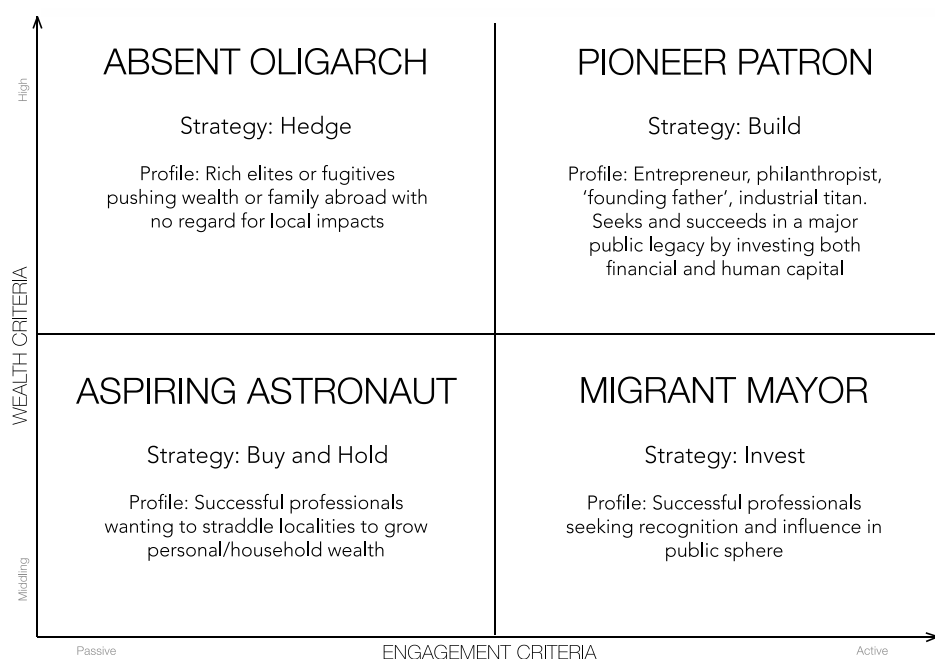 High
WEALTH CRITERIA
Middling
ABSENT OLIGARCH
Strategy: Hedge
Profile: Rich elites or fugitives
pushing wealth or family abroad with
no regard for local impacts
PIONEER PATRON
Strategy: Build
Profile: Entrepreneur, philanthropist,
‘founding father’, industrial titan.
Seeks and succeeds in a major
public legacy by investing both
financial and human capital
ASPIRING ASTRONAUT
Strategy: Buy and Hold
Profile: Successful professionals
wanting to straddle localities to grow
personal/household wealth
MIGRANT MAYOR
Strategy: Invest
Profile: Successful professionals
seeking recognition and influence in
public sphere
Passive
ENGAGEMENT CRITERIA
Active